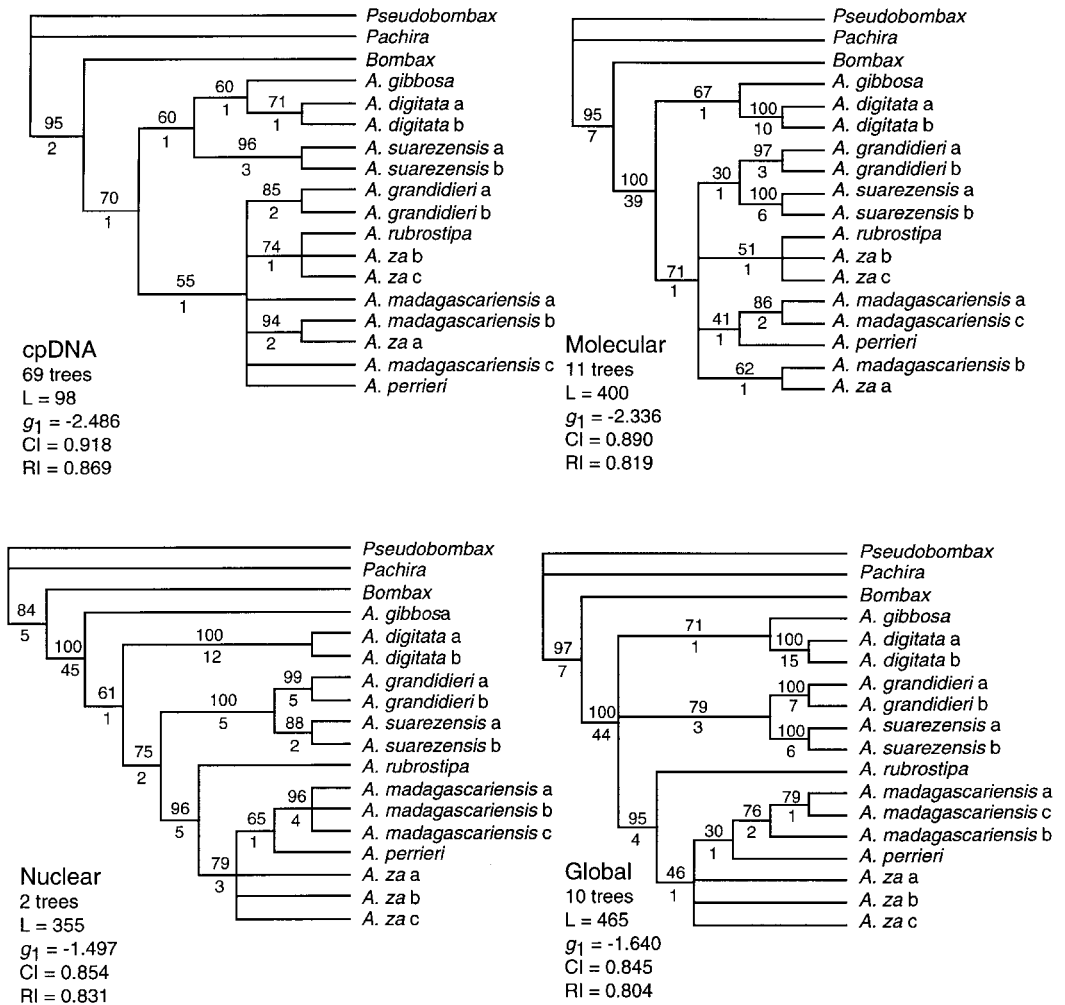 Pseudobombax
Pachira
Bombax
A. gibbosa
A. digitata a
A. digitata b
A. suarezensis a
A. suarezensis b
A. grandidieri a
A. grandidieri b
A. rubrostipa
A. za b
A. za c
A. madagascariensis a
A. madagascariensis b
A. za a
A. madagascariensis c
A. perrieri
95
2
70
1
60
1
60
1
71
1
96
3
55
1
85
2
74
1
94
2
cpDNA
69 trees
L = 98
g1 = -2.486
CI = 0.918
RI = 0.869
Pseudobombax
Pachira
Bombax
A. gibbosa
A. digitata a
A. digitata b
A. grandidieri a
A. grandidieri b
A. suarezensis a
A. suarezensis b
A. rubrostipa
A. za b
A. za c
A. madagascariensis a
A. madagascariensis c
A. perrieri
A. madagascariensis b
A. za a
95
7
100
39
67
1
100
10
71
1
30
1
97
3
100
6
51
1
41
1
86
2
62
1
Molecular
11 trees
L = 400
g1 = -2.336
CI = 0.890
RI = 0.819
Pseudobombax
Pachira
Bombax
A. gibbosa
A. digitata a
A. digitata b
A. grandidieri a
A. grandidieri b
A. suarezensis a
A. suarezensis b
A. rubrostipa
A. madagascariensis a
A. madagascariensis b
A. madagascariensis c
A. perrieri
A. za a
A. za b
A. za c
84
5
100
45
61
1
100
12
75
2
100
5
99
5
88
2
96
5
79
3
65
1
96
4
Nuclear
2 trees
L = 355
g1 = -1.497
CI = 0.854
RI = 0.831
Pseudobombax
Pachira
Bombax
A. gibbosa
A. digitata a
A. digitata b
A. grandidieri a
A. grandidieri b
A. suarezensis a
A. suarezensis b
A. rubrostipa
A. madagascariensis a
A. madagascariensis c
A. madagascariensis b
A. perrieri
A. za a
A. za b
A. za c
97
7
100
44
71
1
100
15
79
3
100
7
100
6
95
4
46
1
30
1
76
2
79
1
Global
10 trees
L = 465
g1 = -1.640
CI = 0.845
RI = 0.804